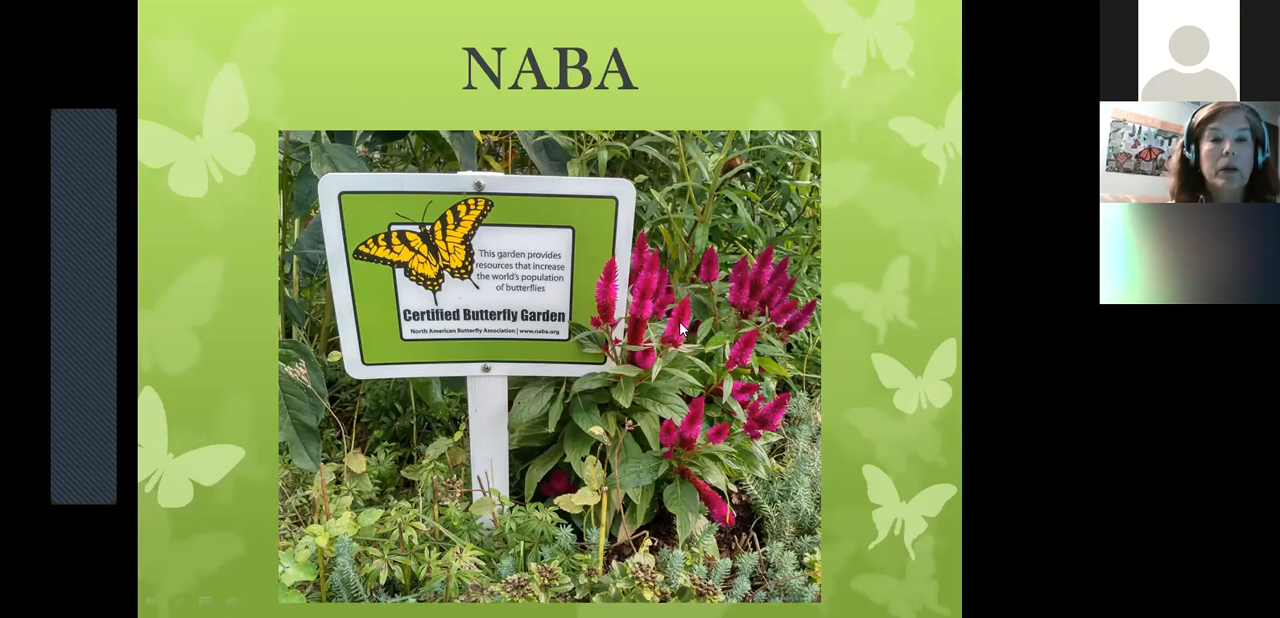 NABA
This garden provides
resources that increase
the world's population
of butterflies
Certified Butterfly Garden
North American Butterfly Association | www.naba.org